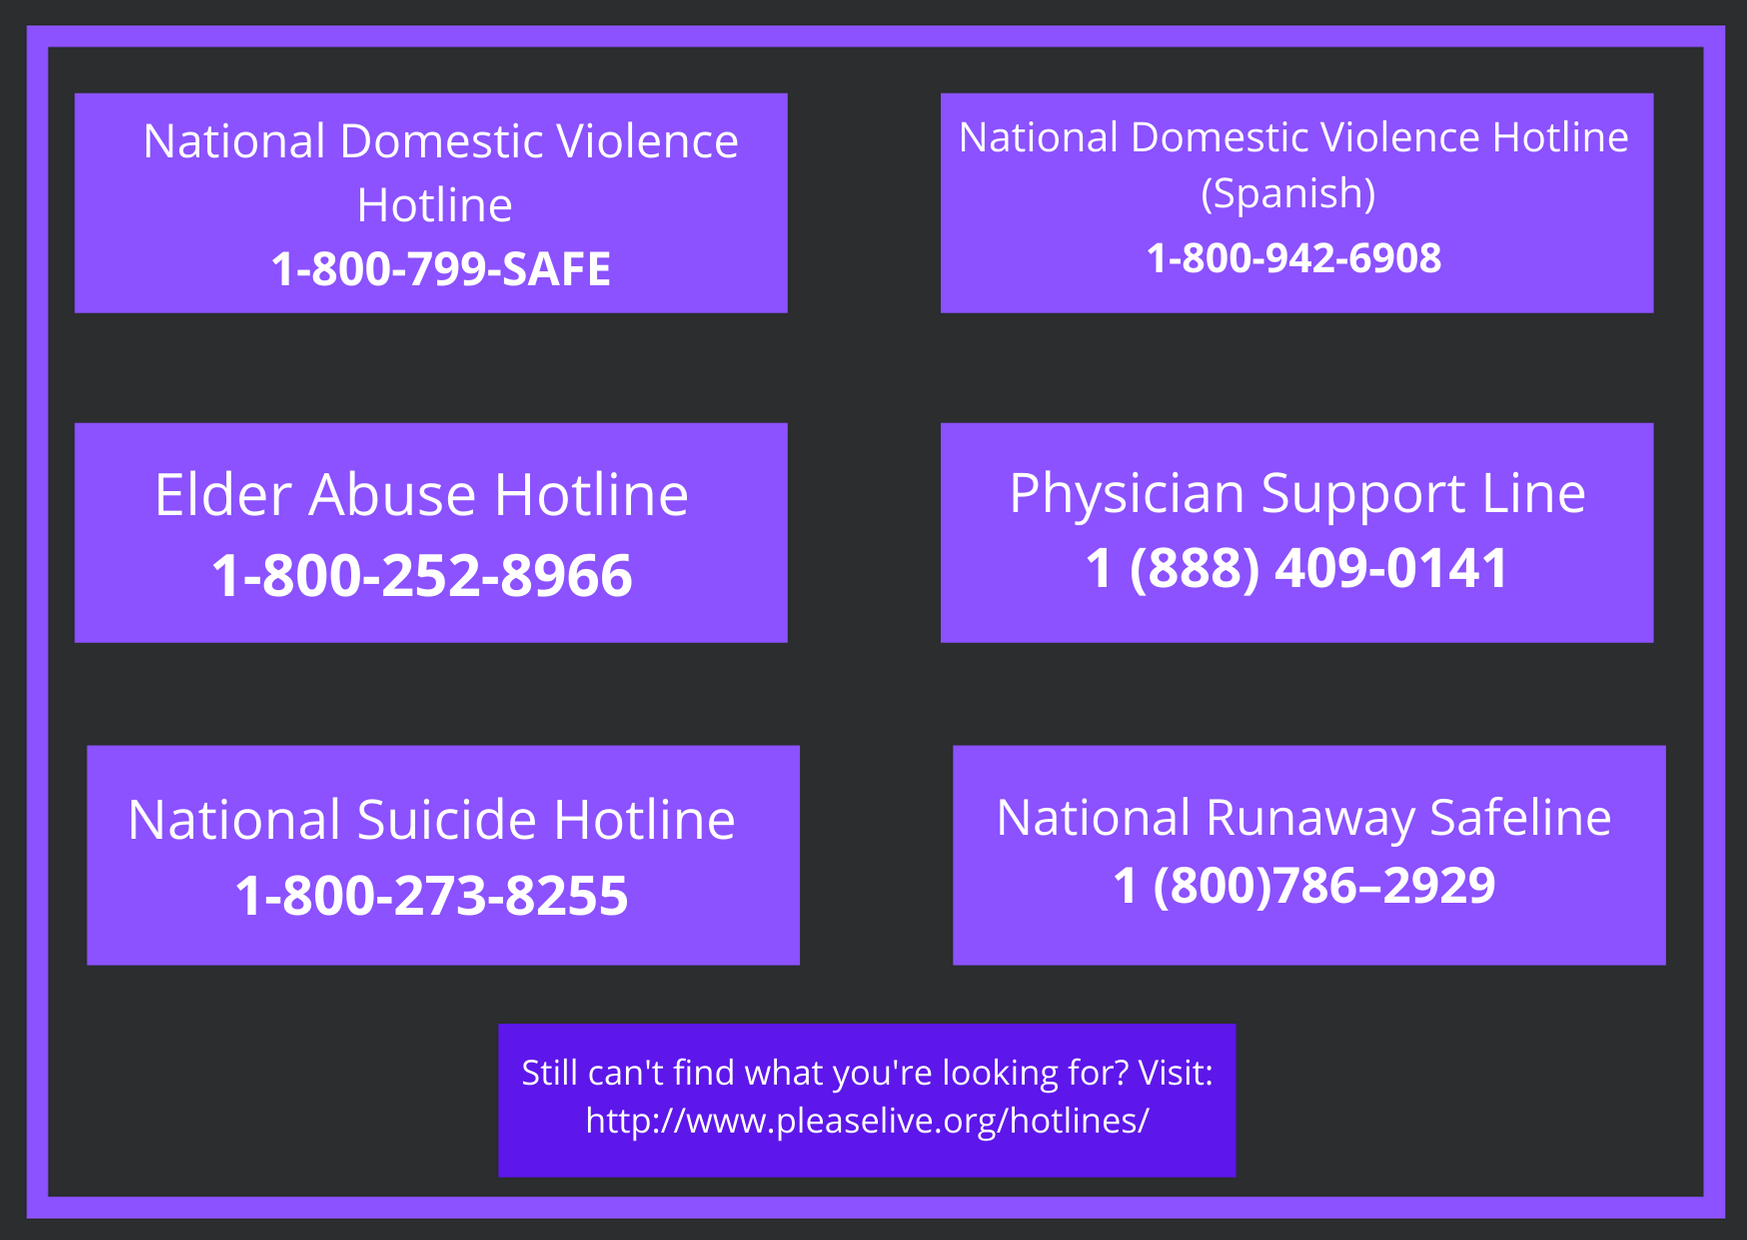 National Domestic Violence
Hotline
1-800-799-SAFE
National Domestic Violence Hotline
(Spanish)
1-800-942-6908
Elder Abuse Hotline
1-800-252-8966
Physician Support Line
1 (888) 409-0141
National Suicide Hotline
1-800-273-8255
National Runaway Safeline
1 (800)786–2929
Still can't find what you're looking for? Visit:
http://www.pleaselive.org/hotlines/